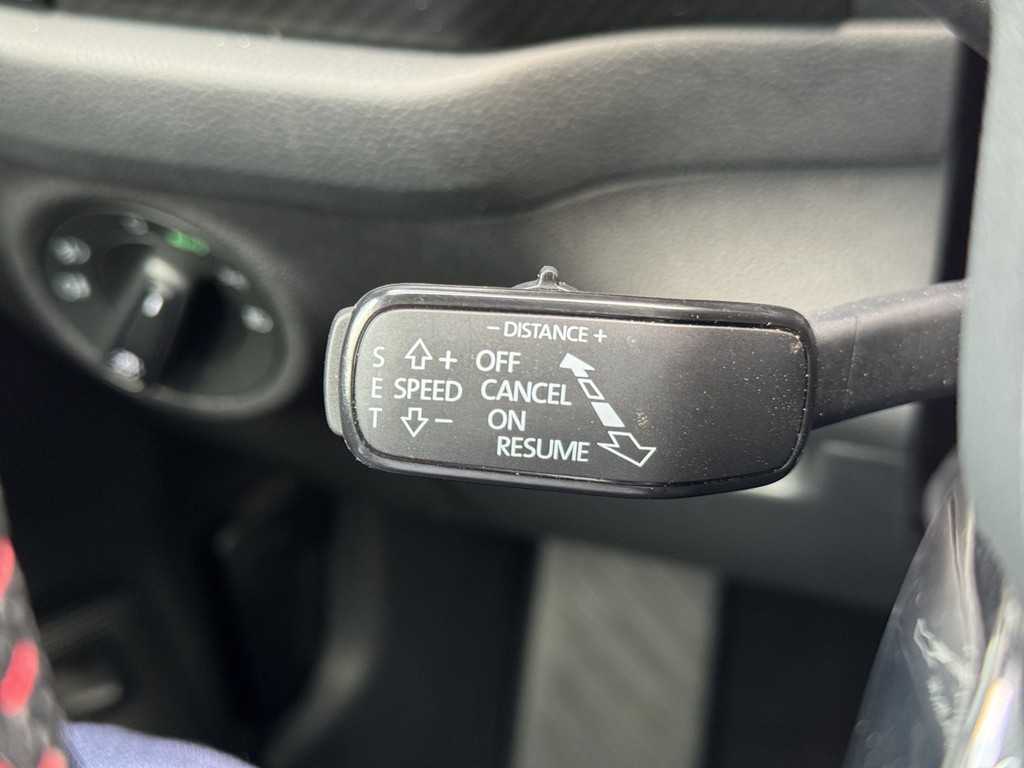 − DISTANCE +
S + OFF
E SPEED CANCEL
T − ON
RESUME